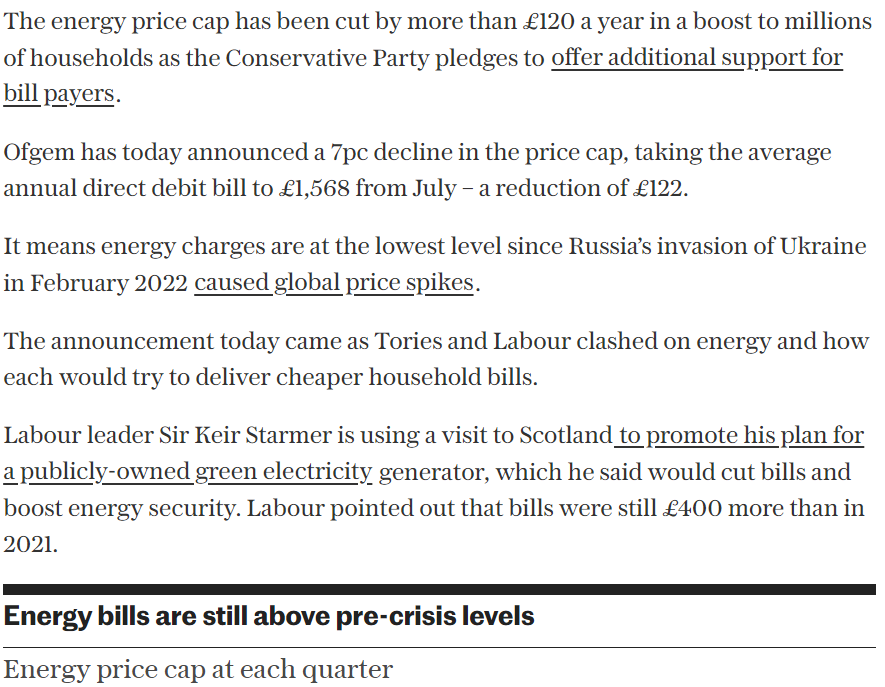 The energy price cap has been cut by more than £120 a year in a boost to millions
of households as the Conservative Party pledges to offer additional support for
bill payers.
Ofgem has today announced a 7pc decline in the price cap, taking the average
annual direct debit bill to £1,568 from July – a reduction of £122.
It means energy charges are at the lowest level since Russia’s invasion of Ukraine
in February 2022 caused global price spikes.
The announcement today came as Tories and Labour clashed on energy and how
each would try to deliver cheaper household bills.
Labour leader Sir Keir Starmer is using a visit to Scotland to promote his plan for
a publicly-owned green electricity generator, which he said would cut bills and
boost energy security. Labour pointed out that bills were still £400 more than in
2021.
Energy bills are still above pre-crisis levels
Energy price cap at each quarter